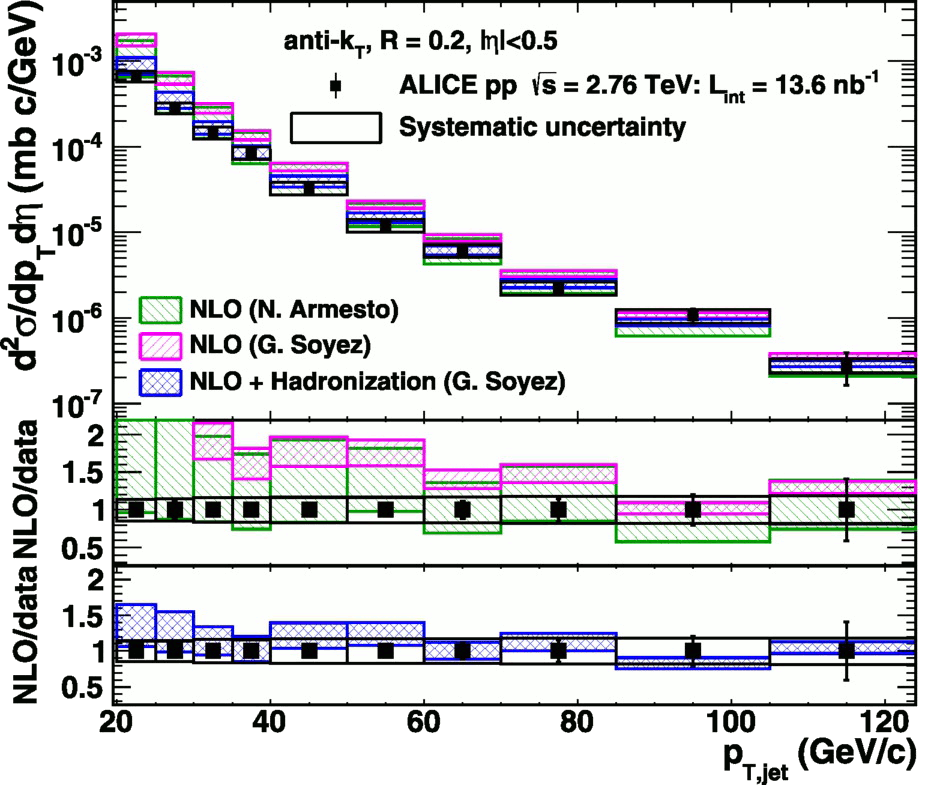 anti-k_T, R = 0.2, |η|<0.5
ALICE pp √s = 2.76 TeV: L_int = 13.6 nb⁻¹
Systematic uncertainty
d²σ/dp_T dη (mb c/GeV)
10⁻³
10⁻⁴
10⁻⁵
10⁻⁶
10⁻⁷
NLO (N. Armesto)
NLO (G. Soyez)
NLO + Hadronization (G. Soyez)
NLO/data
2
1.5
1
0.5
NLO/data
2
1.5
1
0.5
20 40 60 80 100 120
p_T,jet (GeV/c)